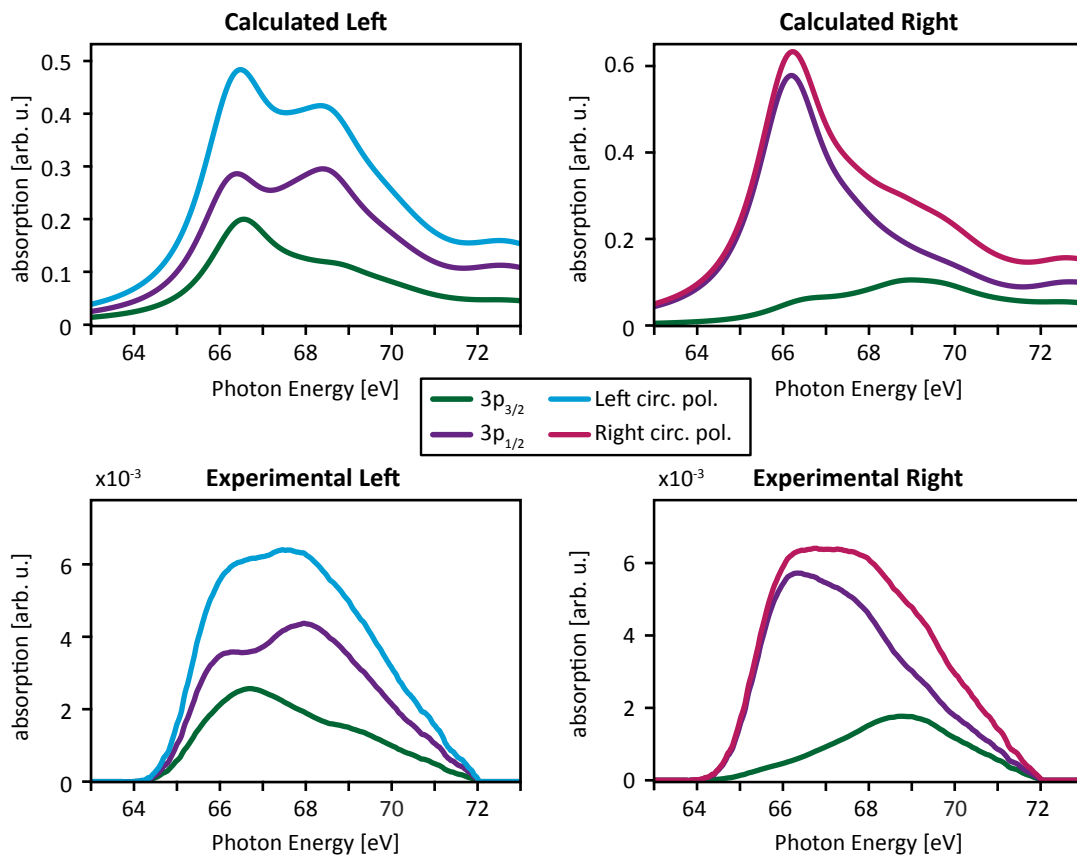 Calculated Left
Calculated Right
absorption [arb. u.]
0.5
0.4
0.3
0.2
0.1
0
64 66 68 70 72
Photon Energy [eV]
absorption [arb. u.]
0.6
0.4
0.2
0
64 66 68 70 72
Photon Energy [eV]
3p3/2 Left circ. pol.
3p1/2 Right circ. pol.
x10-3
Experimental Left
absorption [arb. u.]
6
4
2
0
64 66 68 70 72
Photon Energy [eV]
x10-3
Experimental Right
absorption [arb. u.]
6
4
2
0
64 66 68 70 72
Photon Energy [eV]